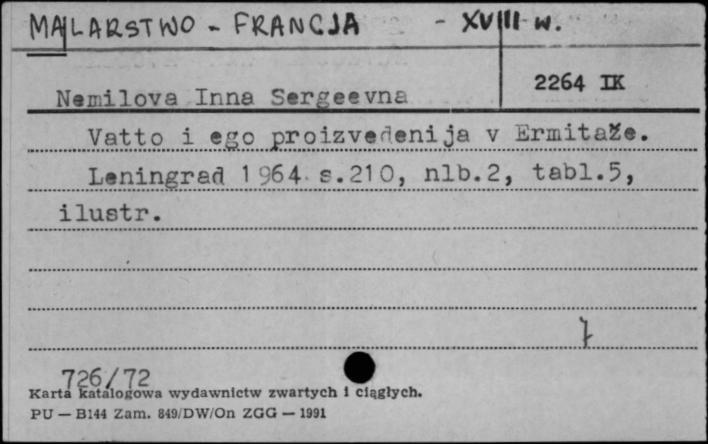 MALARSTWO - FRANCJA - XVIII w.
2264 IK
Nemilova Inna Sergeevna
Vatto i ego proizvedenija v Ermitaže.
Leningrad 1964 s.210, nlb.2, tabl.5,
ilustr.
726/72
Karta katalogowa wydawnictw zwartych i ciągłych.
PU — B144 Zam. 849/DW/On ZGG — 1991